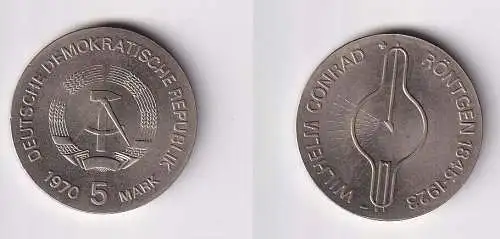 DEUTSCHE DEMOKRATISCHE REPUBLIK
1970 5 MARK
WILHELM CONRAD RÖNTGEN 1845-1923